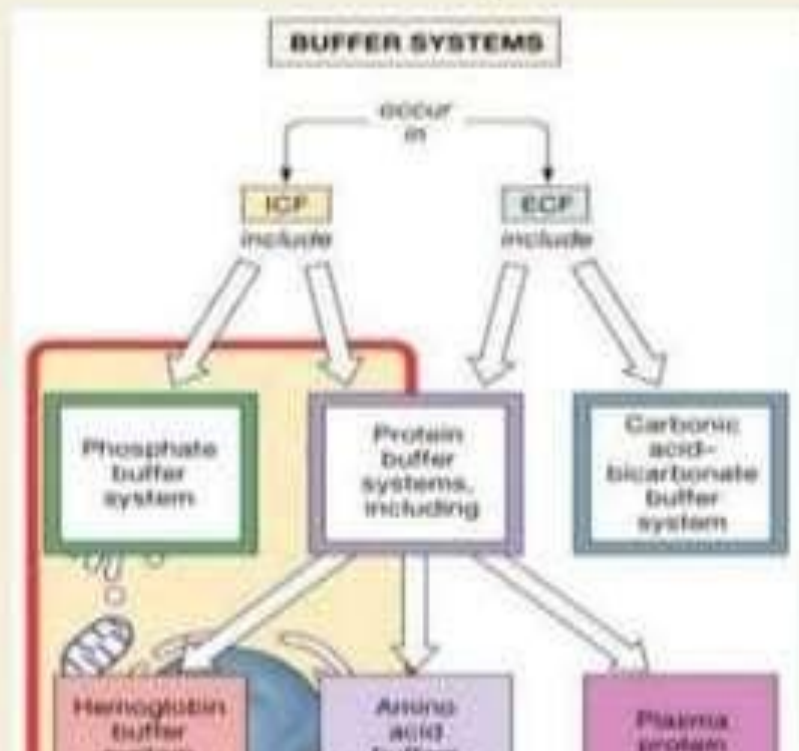 BUFFER SYSTEMS
occur
in
ICF
ECF
include
include
Phosphate
buffer
system
Protein
buffer
systems,
including
Carbonic
acid–
bicarbonate
buffer
system
Hemoglobin
buffer
Amino
acid
Plasma
protein